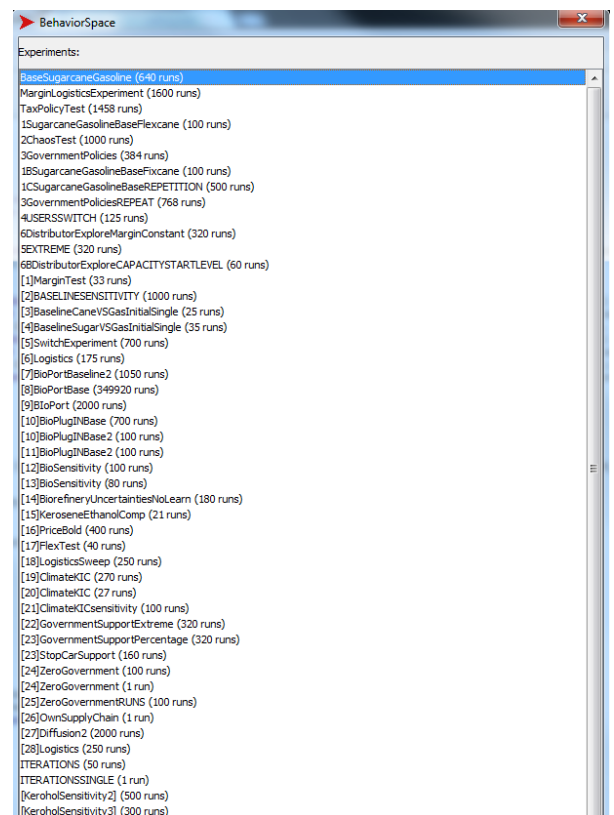 BehaviorSpace
Experiments:
BaseSugarcaneGasoline (640 runs)
MarginLogisticsExperiment (1600 runs)
TaxPolicyTest (1458 runs)
1SugarcaneGasolineBaseFlexcane (100 runs)
2ChaosTest (1000 runs)
3GovernmentPolicies (384 runs)
1BSugarcaneGasolineBaseFixcane (100 runs)
1CSugarcaneGasolineBaseREPETITION (500 runs)
3GovernmentPoliciesREPEAT (768 runs)
4USERSSWITCH (125 runs)
6DistributorExploreMarginConstant (320 runs)
5EXTREME (320 runs)
6BDistributorExploreCAPACITYSTARTLEVEL (60 runs)
[1]MarginTest (33 runs)
[2]BASELINESENSITIVITY (1000 runs)
[3]BaselineCaneVSGasInitialSingle (25 runs)
[4]BaselineSugarVSGasInitialSingle (35 runs)
[5]SwitchExperiment (700 runs)
[6]Logistics (175 runs)
[7]BioPortBaseline2 (1050 runs)
[8]BioPortBase (349920 runs)
[9]BIoPort (2000 runs)
[10]BioPlugINBase (700 runs)
[10]BioPlugINBase2 (100 runs)
[11]BioPlugINBase2 (100 runs)
[12]BioSensitivity (100 runs)
[13]BioSensitivity (80 runs)
[14]BiorefineryUncertaintiesNoLearn (180 runs)
[15]KeroseneEthanolComp (21 runs)
[16]PriceBold (400 runs)
[17]FlexTest (40 runs)
[18]LogisticsSweep (250 runs)
[19]ClimateKIC (270 runs)
[20]ClimateKIC (27 runs)
[21]ClimateKICsensitivity (100 runs)
[22]GovernmentSupportExtreme (320 runs)
[23]GovernmentSupportPercentage (320 runs)
[23]StopCarSupport (160 runs)
[24]ZeroGovernment (100 runs)
[24]ZeroGovernment (1 run)
[25]ZeroGovernmentRUNS (100 runs)
[26]OwnSupplyChain (1 run)
[27]Diffusion2 (2000 runs)
[28]Logistics (250 runs)
ITERATIONS (50 runs)
ITERATIONSSINGLE (1 run)
[KeroholSensitivity2] (500 runs)
[KeroholSensitivity3] (300 runs)